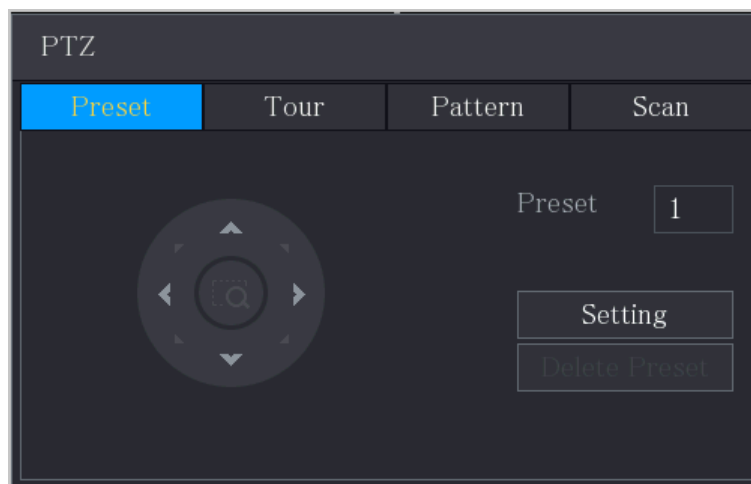 PTZ
Preset Tour Pattern Scan
Preset 1
Setting
Delete Preset